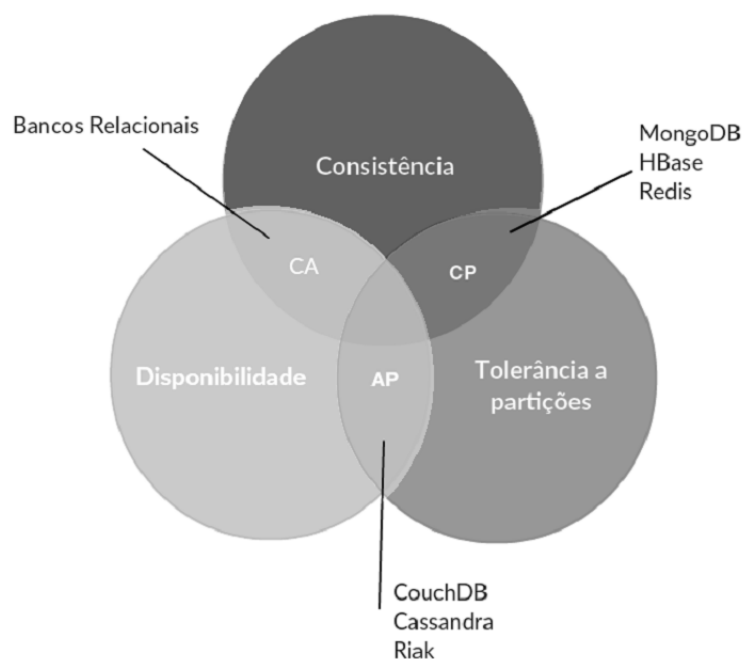 Bancos Relacionais
MongoDB
HBase
Redis
Consistência
CA
CP
Disponibilidade
AP
Tolerância a
partições
CouchDB
Cassandra
Riak